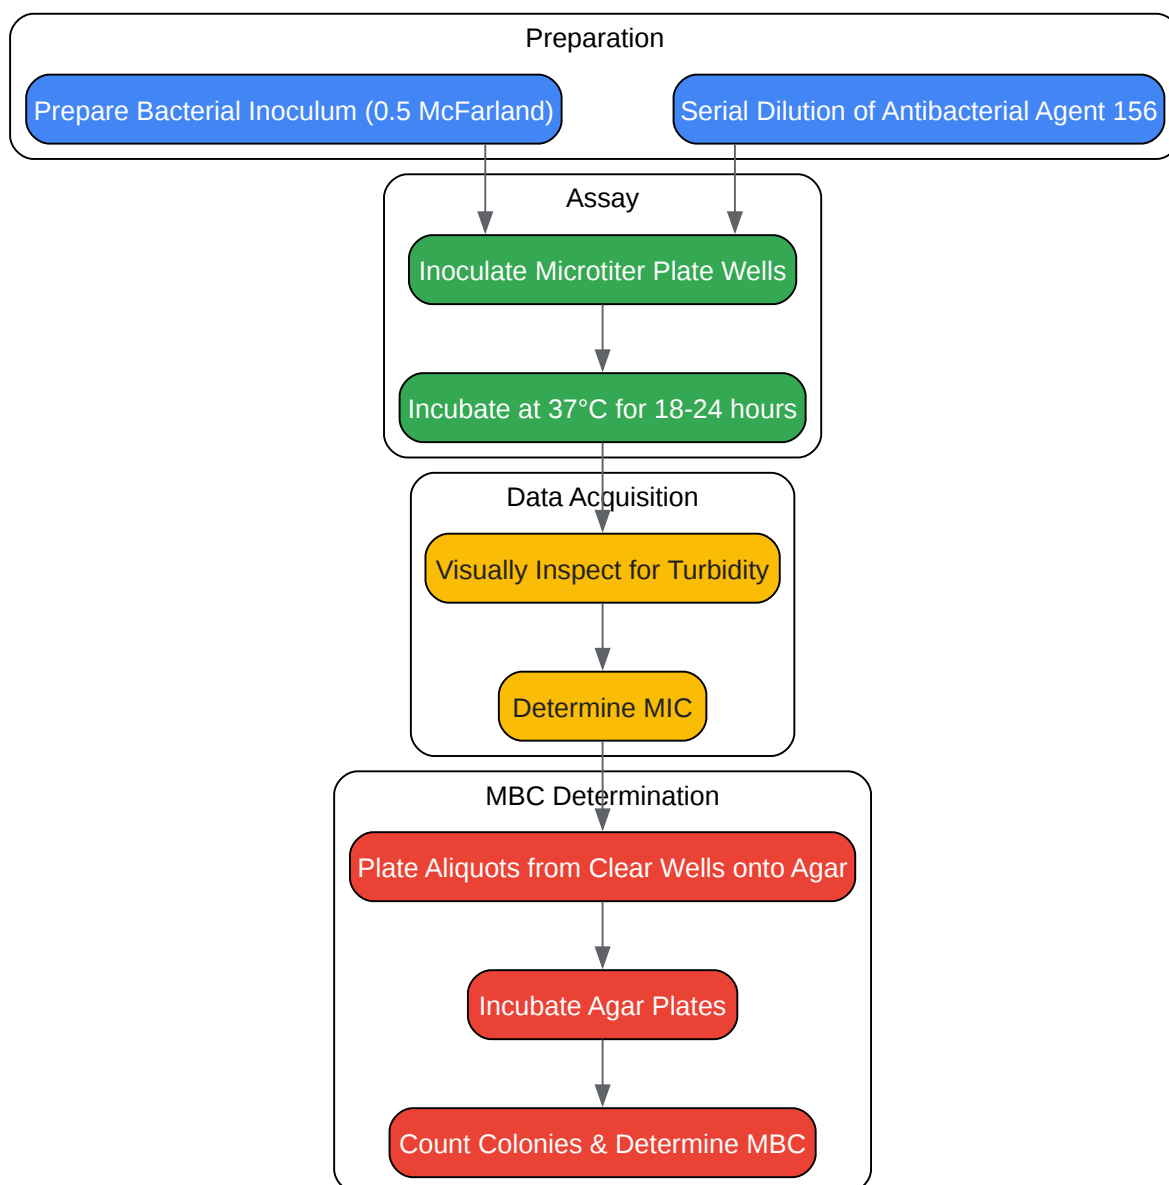 Preparation
Prepare Bacterial Inoculum (0.5 McFarland)
Serial Dilution of Antibacterial Agent 156
Assay
Inoculate Microtiter Plate Wells
Incubate at 37°C for 18-24 hours
Data Acquisition
Visually Inspect for Turbidity
Determine MIC
MBC Determination
Plate Aliquots from Clear Wells onto Agar
Incubate Agar Plates
Count Colonies & Determine MBC